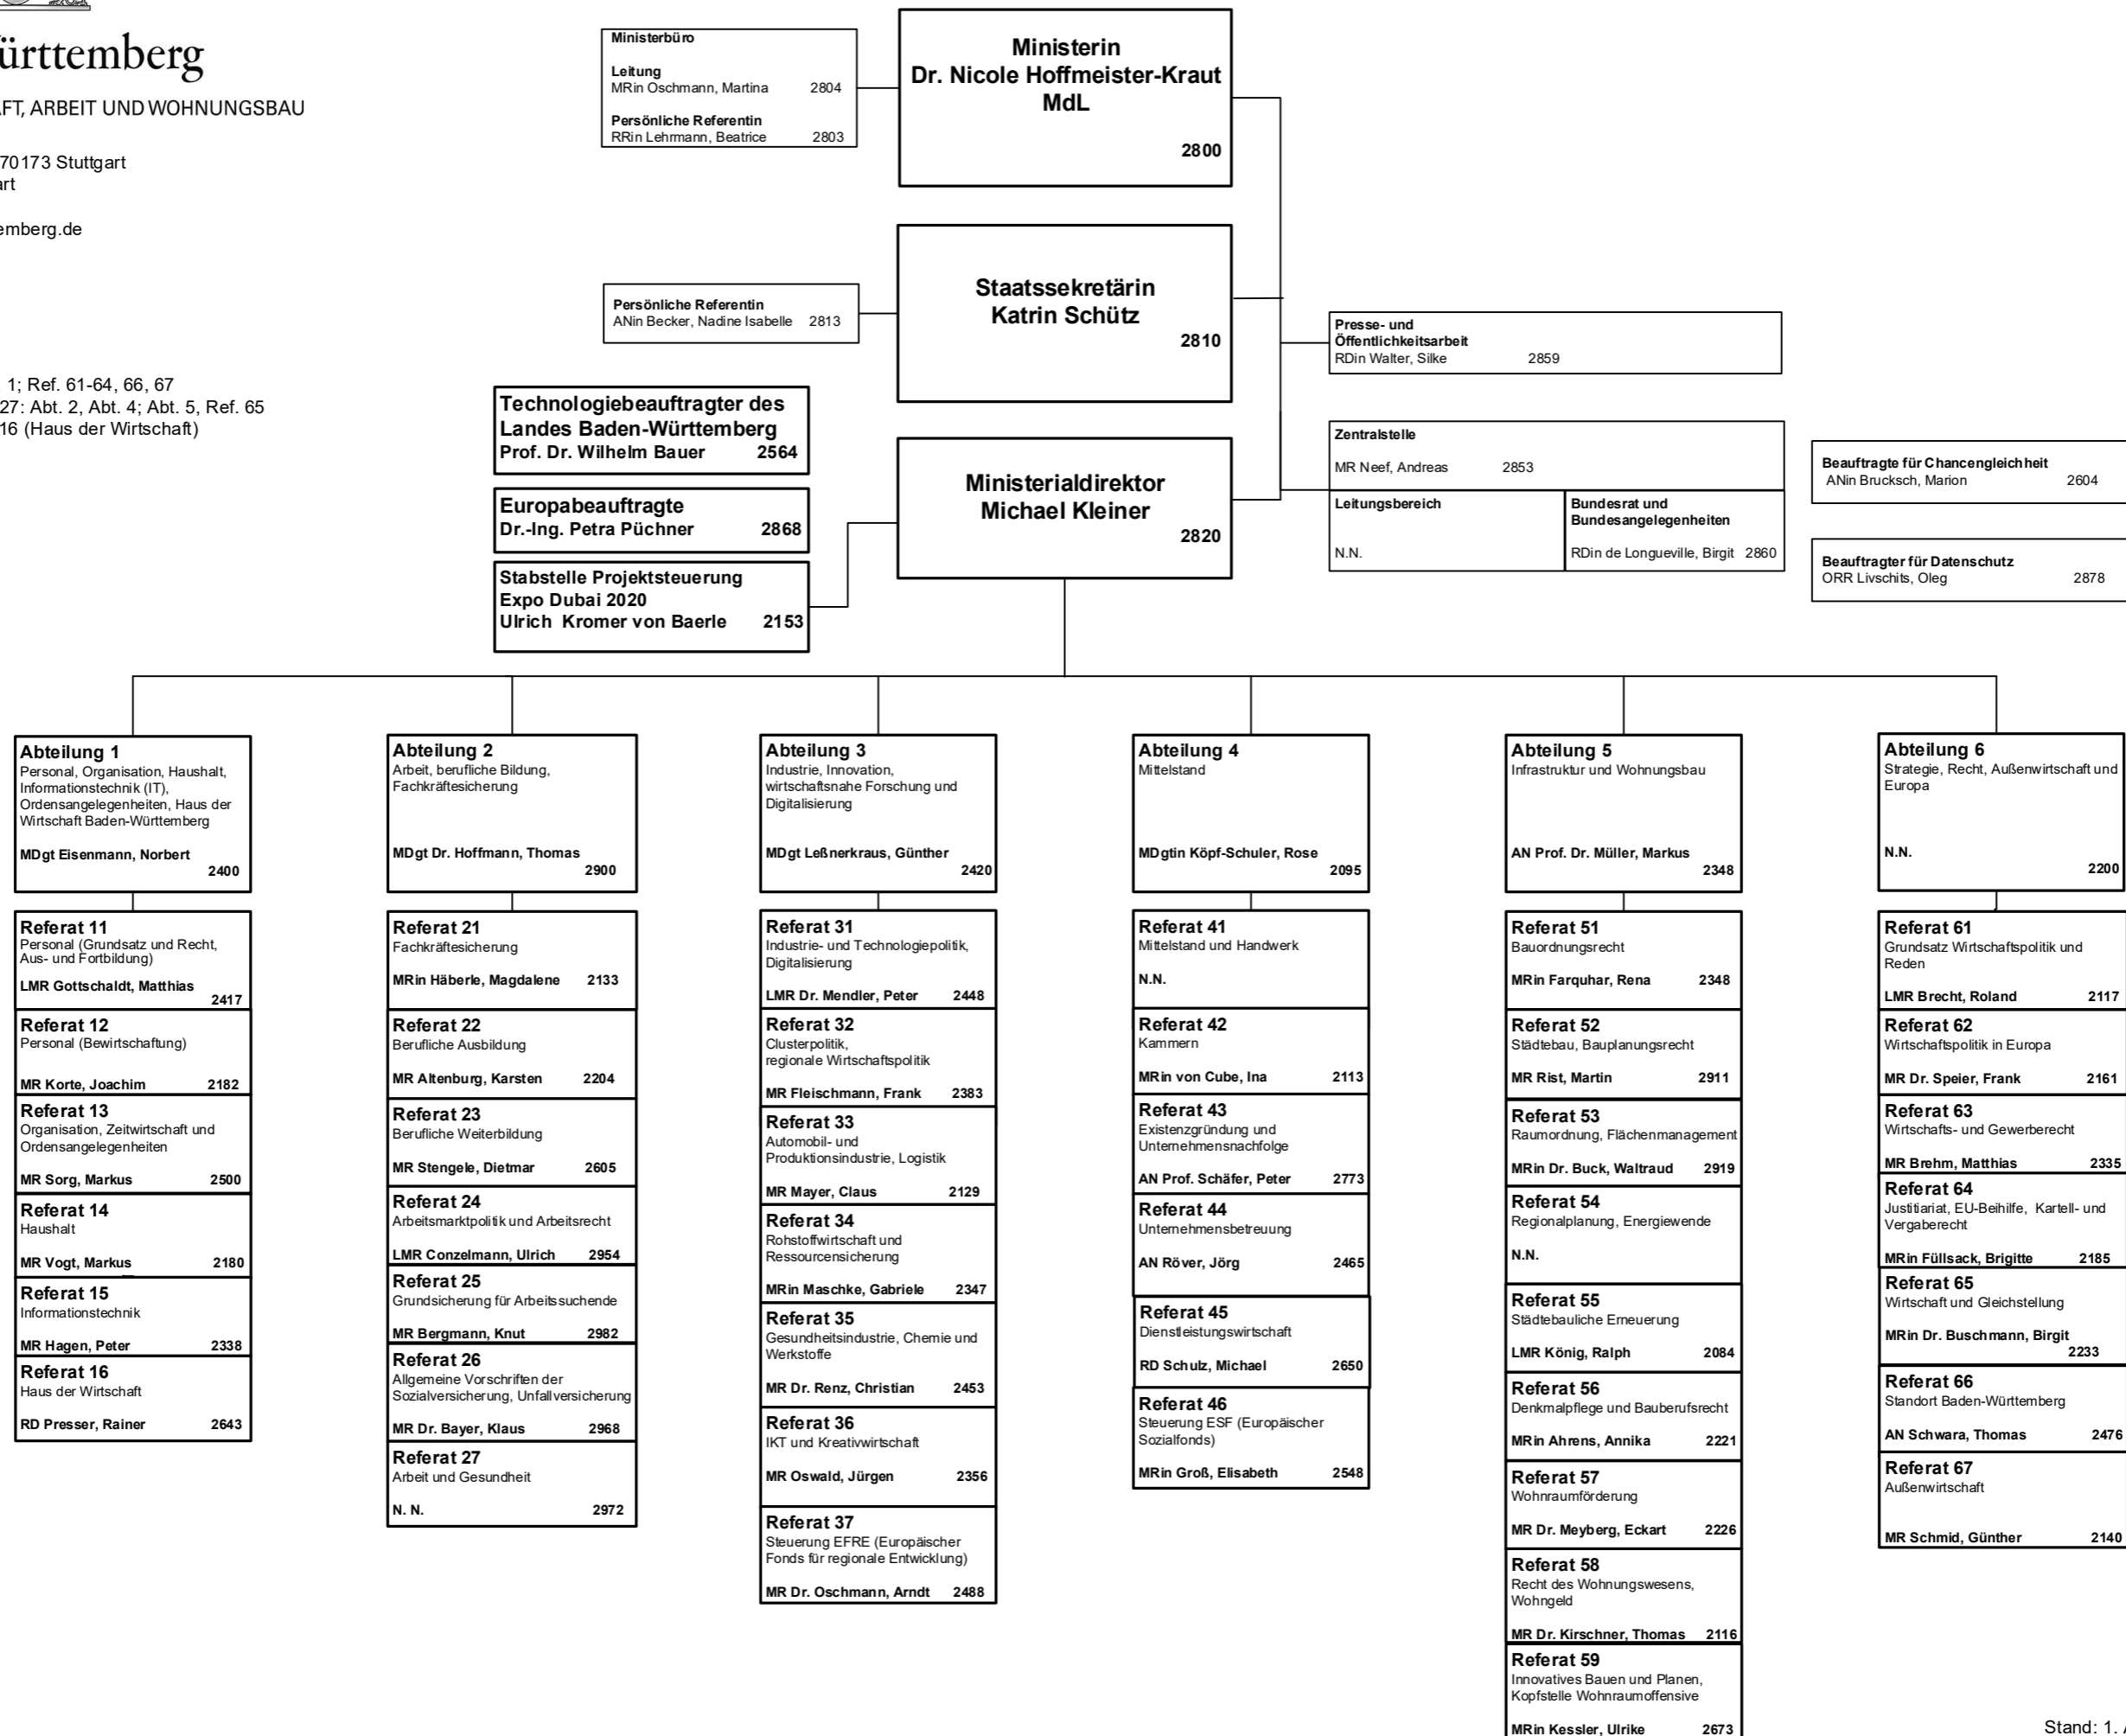 ürttemberg
AFT, ARBEIT UND WOHNUNGSBAU
70173 Stuttgart
art
emberg.de
1; Ref. 61-64, 66, 67
27: Abt. 2, Abt. 4; Abt. 5, Ref. 65
16 (Haus der Wirtschaft)
Ministerbüro
Leitung
MRin Oschmann, Martina 2804
Persönliche Referentin
RRin Lehrmann, Beatrice 2803
Ministerin
Dr. Nicole Hoffmeister-Kraut
MdL
2800
Persönliche Referentin
ANin Becker, Nadine Isabelle 2813
Staatssekretärin
Katrin Schütz
2810
Presse- und
Öffentlichkeitsarbeit
RDin Walter, Silke 2859
Technologiebeauftragter des
Landes Baden-Württemberg
Prof. Dr. Wilhelm Bauer 2564
Europabeauftragte
Dr.-Ing. Petra Püchner 2868
Stabstelle Projektsteuerung
Expo Dubai 2020
Ulrich Kromer von Baerle 2153
Ministerialdirektor
Michael Kleiner
2820
Zentralstelle
MR Neef, Andreas 2853
Leitungsbereich
N.N.
Bundesrat und
Bundesangelegenheiten
RDin de Longueville, Birgit 2860
Beauftragte für Chancengleichheit
ANin Brucksch, Marion 2604
Beauftragter für Datenschutz
ORR Livschits, Oleg 2878
Abteilung 1
Personal, Organisation, Haushalt,
Informationstechnik (IT),
Ordensangelegenheiten, Haus der
Wirtschaft Baden-Württemberg
MDgt Eisenmann, Norbert
2400
Referat 11
Personal (Grundsatz und Recht,
Aus- und Fortbildung)
LMR Gottschaldt, Matthias
2417
Referat 12
Personal (Bewirtschaftung)
MR Korte, Joachim 2182
Referat 13
Organisation, Zeitwirtschaft und
Ordensangelegenheiten
MR Sorg, Markus 2500
Referat 14
Haushalt
MR Vogt, Markus 2180
Referat 15
Informationstechnik
MR Hagen, Peter 2338
Referat 16
Haus der Wirtschaft
RD Presser, Rainer 2643
Abteilung 2
Arbeit, berufliche Bildung,
Fachkräftesicherung
MDgt Dr. Hoffmann, Thomas
2900
Referat 21
Fachkräftesicherung
MRin Häberle, Magdalene 2133
Referat 22
Berufliche Ausbildung
MR Altenburg, Karsten 2204
Referat 23
Berufliche Weiterbildung
MR Stengele, Dietmar 2605
Referat 24
Arbeitsmarktpolitik und Arbeitsrecht
LMR Conzelmann, Ulrich 2954
Referat 25
Grundsicherung für Arbeitssuchende
MR Bergmann, Knut 2982
Referat 26
Allgemeine Vorschriften der
Sozialversicherung, Unfallversicherung
MR Dr. Bayer, Klaus 2968
Referat 27
Arbeit und Gesundheit
N. N. 2972
Abteilung 3
Industrie, Innovation,
wirtschaftsnahe Forschung und
Digitalisierung
MDgt Leßnerkraus, Günther
2420
Referat 31
Industrie- und Technologiepolitik,
Digitalisierung
LMR Dr. Mendler, Peter 2448
Referat 32
Clusterpolitik,
regionale Wirtschaftspolitik
MR Fleischmann, Frank 2383
Referat 33
Automobil- und
Produktionsindustrie, Logistik
MR Mayer, Claus 2129
Referat 34
Rohstoffwirtschaft und
Ressourcensicherung
MRin Maschke, Gabriele 2347
Referat 35
Gesundheitsindustrie, Chemie und
Werkstoffe
MR Dr. Renz, Christian 2453
Referat 36
IKT und Kreativwirtschaft
MR Oswald, Jürgen 2356
Referat 37
Steuerung EFRE (Europäischer
Fonds für regionale Entwicklung)
MR Dr. Oschmann, Arndt 2488
Abteilung 4
Mittelstand
MDgtin Köpf-Schuler, Rose
2095
Referat 41
Mittelstand und Handwerk
N.N.
Referat 42
Kammern
MRin von Cube, Ina 2113
Referat 43
Existenzgründung und
Unternehmensnachfolge
AN Prof. Schäfer, Peter 2773
Referat 44
Unternehmensbetreuung
AN Röver, Jörg 2465
Referat 45
Dienstleistungswirtschaft
RD Schulz, Michael 2650
Referat 46
Steuerung ESF (Europäischer
Sozialfonds)
MRin Groß, Elisabeth 2548
Abteilung 5
Infrastruktur und Wohnungsbau
AN Prof. Dr. Müller, Markus
2348
Referat 51
Bauordnungsrecht
MRin Farquhar, Rena 2348
Referat 52
Städtebau, Bauplanungsrecht
MR Rist, Martin 2911
Referat 53
Raumordnung, Flächenmanagement
MRin Dr. Buck, Waltraud 2919
Referat 54
Regionalplanung, Energiewende
N.N.
Referat 55
Städtebauliche Erneuerung
LMR König, Ralph 2084
Referat 56
Denkmalpflege und Bauberufsrecht
MRin Ahrens, Annika 2221
Referat 57
Wohnraumförderung
MR Dr. Meyberg, Eckart 2226
Referat 58
Recht des Wohnungswesens,
Wohngeld
MR Dr. Kirschner, Thomas 2116
Referat 59
Innovatives Bauen und Planen,
Kopfstelle Wohnraumoffensive
MRin Kessler, Ulrike 2673
Abteilung 6
Strategie, Recht, Außenwirtschaft und
Europa
N.N.
2200
Referat 61
Grundsatz Wirtschaftspolitik und
Reden
LMR Brecht, Roland 2117
Referat 62
Wirtschaftspolitik in Europa
MR Dr. Speier, Frank 2161
Referat 63
Wirtschafts- und Gewerberecht
MR Brehm, Matthias 2335
Referat 64
Justitiariat, EU-Beihilfe, Kartell- und
Vergaberecht
MRin Füllsack, Brigitte 2185
Referat 65
Wirtschaft und Gleichstellung
MRin Dr. Buschmann, Birgit
2233
Referat 66
Standort Baden-Württemberg
AN Schwara, Thomas 2476
Referat 67
Außenwirtschaft
MR Schmid, Günther 2140
Stand: 1.